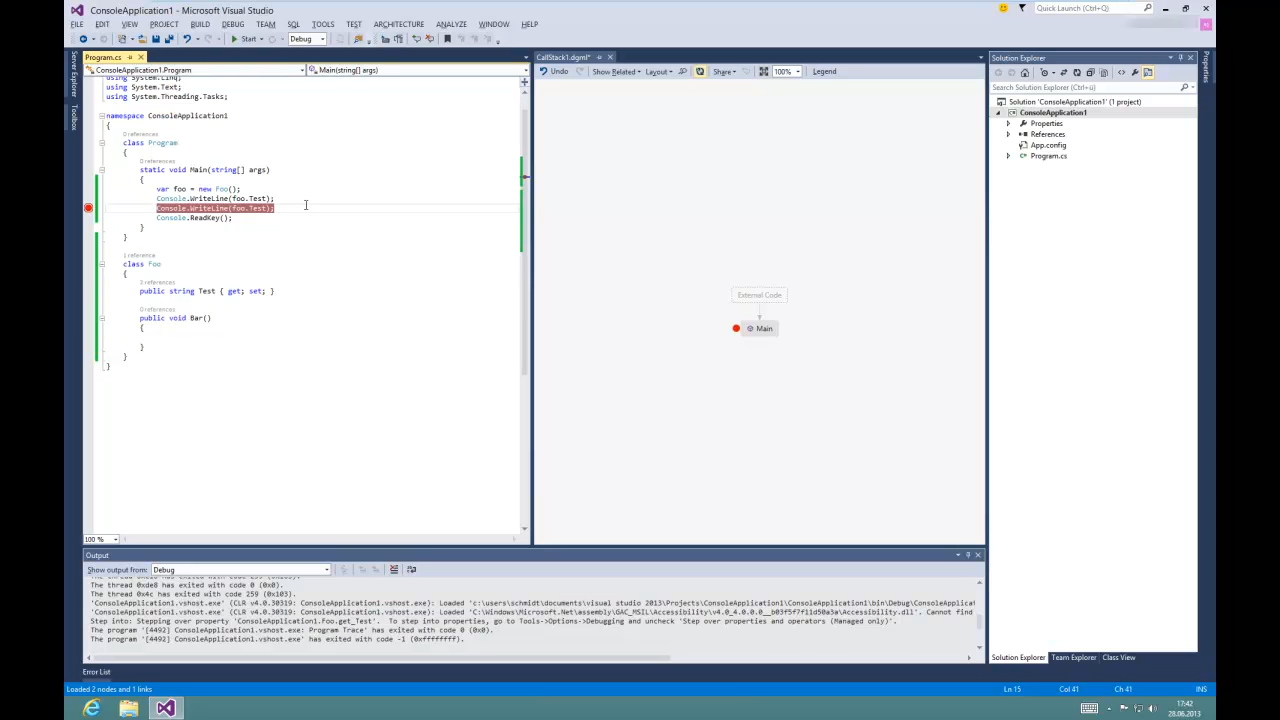 ConsoleApplication1 - Microsoft Visual Studio
Quick Launch (Ctrl+Q)
FILE EDIT VIEW PROJECT BUILD DEBUG TEAM SQL TOOLS TEST ARCHITECTURE ANALYZE WINDOW HELP
Start Debug
Server Explorer
Toolbox
Program.cs
ConsoleApplication1.Program
Main(string[] args)
using System.Linq;
using System.Text;
using System.Threading.Tasks;
namespace ConsoleApplication1
{
0 references
class Program
{
0 references
static void Main(string[] args)
{
var foo = new Foo();
Console.WriteLine(foo.Test);
Console.WriteLine(foo.Test);
Console.ReadKey();
}
}
1 reference
class Foo
{
public string Test { get; set; }
0 references
public void Bar()
{
}
}
}
100 %
CallStack1.dgml*
Undo Show Related Layout Share 100% Legend
External Code
Main
Solution Explorer
Search Solution Explorer (Ctrl+ü)
Solution 'ConsoleApplication1' (1 project)
ConsoleApplication1
Properties
References
App.config
Program.cs
Solution Explorer Team Explorer Class View
Properties
Output
Show output from: Debug
The thread 0xde8 has exited with code 0 (0x0).
The thread 0x4c has exited with code 259 (0x103).
'ConsoleApplication1.vshost.exe' (CLR v4.0.30319: ConsoleApplication1.vshost.exe): Loaded 'c:\users\schmidt\documents\visual studio 2013\Projects\ConsoleApplication1\ConsoleApplication1\bin\Debug\ConsoleApplicat
'ConsoleApplication1.vshost.exe' (CLR v4.0.30319: ConsoleApplication1.vshost.exe): Loaded 'C:\Windows\Microsoft.Net\assembly\GAC_MSIL\Accessibility\v4.0_4.0.0.0__b03f5f7f11d50a3a\Accessibility.dll'. Cannot find
Step into: Stepping over property 'ConsoleApplication1.Foo.get_Test'. To step into properties, go to Tools->Options->Debugging and uncheck 'Step over properties and operators (Managed only)'.
The program '[4492] ConsoleApplication1.vshost.exe: Program Trace' has exited with code 0 (0x0).
The program '[4492] ConsoleApplication1.vshost.exe' has exited with code -1 (0xffffffff).
Error List
Loaded 2 nodes and 1 links
Ln 15 Col 41 Ch 41 INS
17:42
28.06.2013